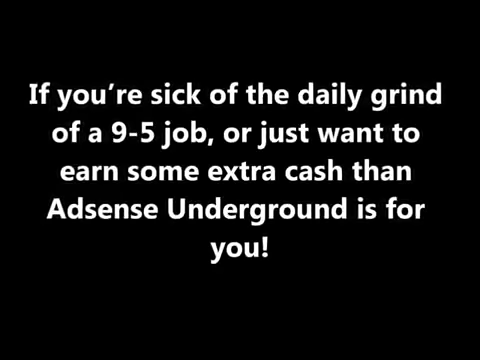 If you’re sick of the daily grind
of a 9-5 job, or just want to
earn some extra cash than
Adsense Underground is for
you!